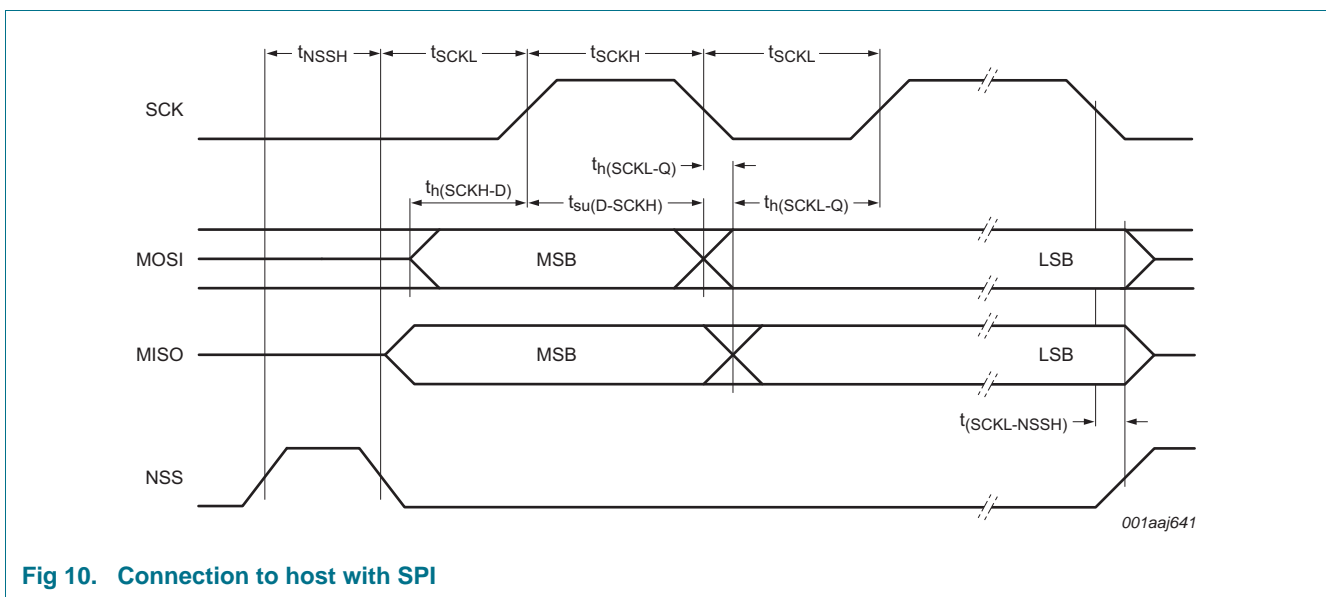 tNSSH tSCKL tSCKH tSCKL
SCK
th(SCKL-Q)
th(SCKH-D) tsu(D-SCKH) th(SCKL-Q)
MOSI MSB LSB
MISO MSB LSB
t(SCKL-NSSH)
NSS
001aaj641
Fig 10. Connection to host with SPI